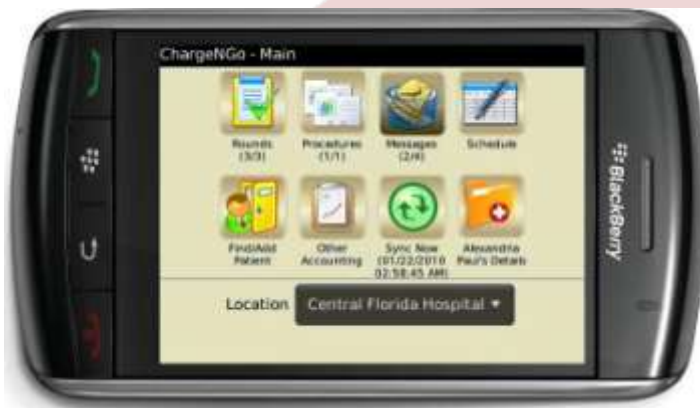 ChargeNGo - Main
Rounds
(3/3)
Procedures
(1/1)
Messages
(2/4)
Schedule
Find/Add
Patient
Other
Accounting
Sync Now
(01/22/2010
02:58:45 AM)
Alexandria
Paul's Details
Location
Central Florida Hospital
BlackBerry